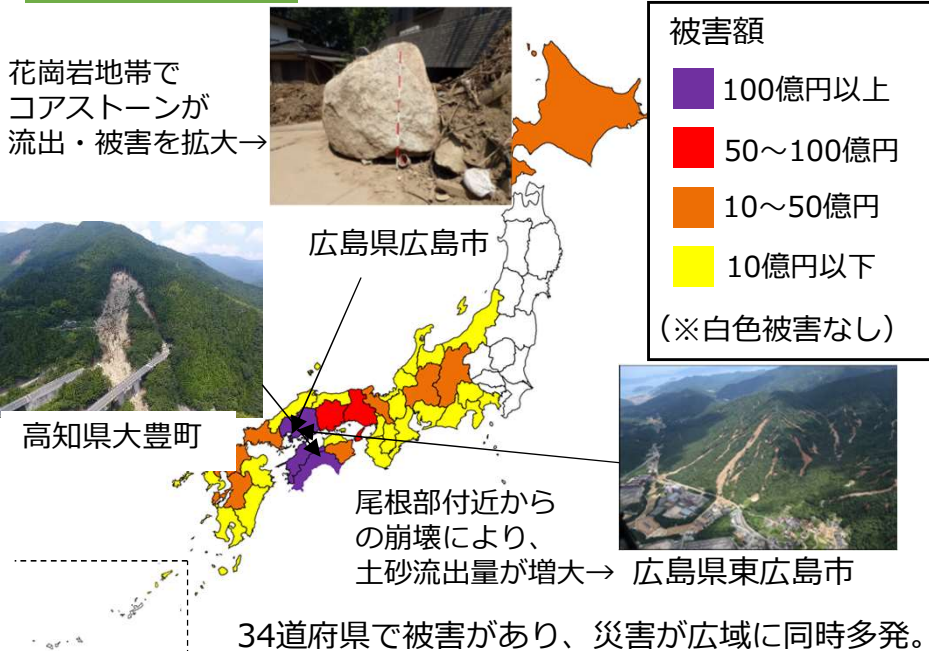 花崗岩地帯で
コアストーンが
流出・被害を拡大→
被害額
100億円以上
50～100億円
10～50億円
10億円以下
（※白色被害なし）
広島県広島市
高知県大豊町
尾根部付近から
の崩壊により、
土砂流出量が増大→
広島県東広島市
34道府県で被害があり、災害が広域に同時多発。